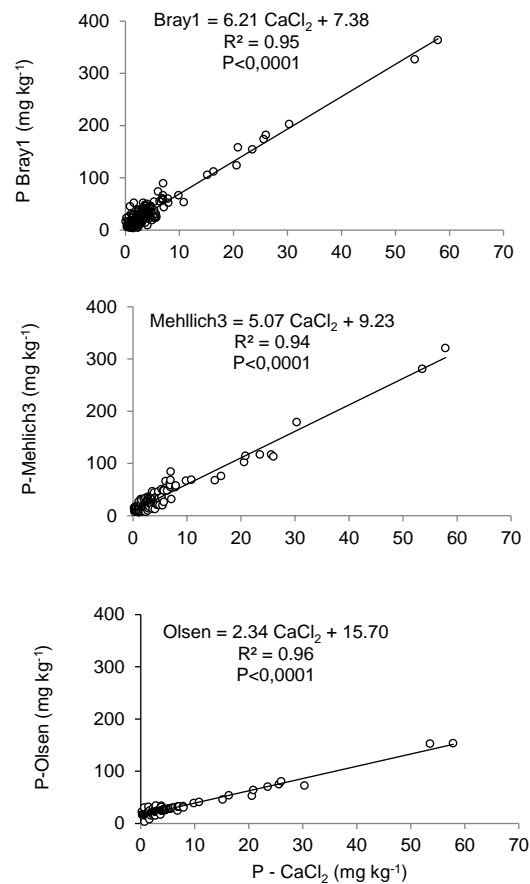 Bray1 = 6.21 CaCl₂ + 7.38
R² = 0.95
P<0,0001
P Bray1 (mg kg⁻¹)
400
300
200
100
0
0 10 20 30 40 50 60 70
Mehllich3 = 5.07 CaCl₂ + 9.23
R² = 0.94
P<0,0001
P-Mehlich3 (mg kg⁻¹)
400
300
200
100
0
0 10 20 30 40 50 60 70
Olsen = 2.34 CaCl₂ + 15.70
R² = 0.96
P<0,0001
P-Olsen (mg kg⁻¹)
400
300
200
100
0
0 10 20 30 40 50 60 70
P - CaCl₂ (mg kg⁻¹)